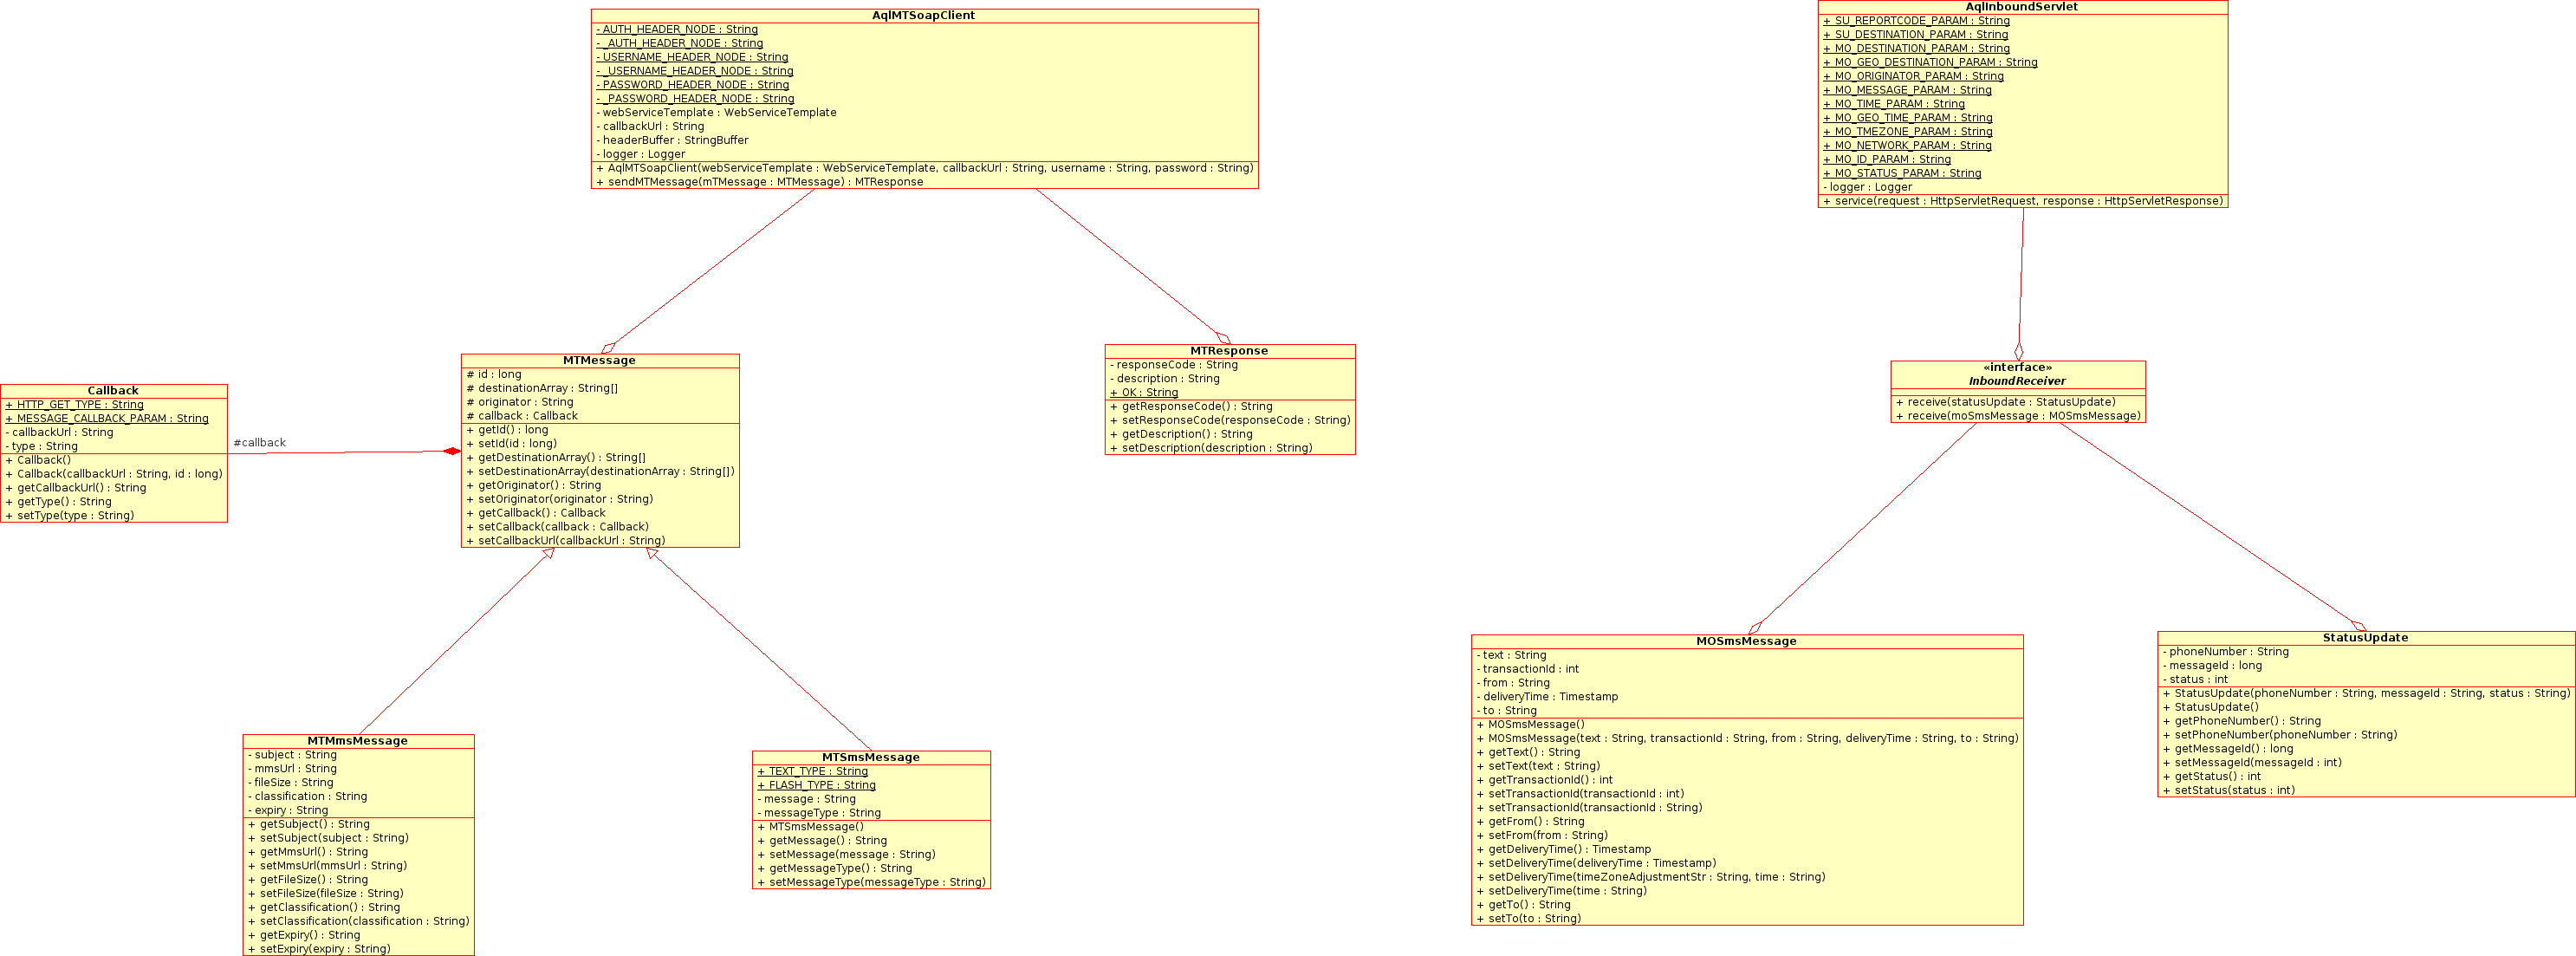 AqlMTSoapClient
- AUTH_HEADER_NODE : String
- _AUTH_HEADER_NODE : String
- USERNAME_HEADER_NODE : String
- _USERNAME_HEADER_NODE : String
- PASSWORD_HEADER_NODE : String
- _PASSWORD_HEADER_NODE : String
- webServiceTemplate : WebServiceTemplate
- callbackUrl : String
- headerBuffer : StringBuffer
- logger : Logger
+ AqlMTSoapClient(webServiceTemplate : WebServiceTemplate, callbackUrl : String, username : String, password : String)
+ sendMTMessage(mTMessage : MTMessage) : MTResponse
AqlInboundServlet
+ SU_REPORTCODE_PARAM : String
+ SU_DESTINATION_PARAM : String
+ MO_DESTINATION_PARAM : String
+ MO_GEO_DESTINATION_PARAM : String
+ MO_ORIGINATOR_PARAM : String
+ MO_MESSAGE_PARAM : String
+ MO_TIME_PARAM : String
+ MO_GEO_TIME_PARAM : String
+ MO_TMEZONE_PARAM : String
+ MO_NETWORK_PARAM : String
+ MO_ID_PARAM : String
+ MO_STATUS_PARAM : String
- logger : Logger
+ service(request : HttpServletRequest, response : HttpServletResponse)
Callback
+ HTTP_GET_TYPE : String
+ MESSAGE_CALLBACK_PARAM : String
- callbackUrl : String
- type : String
+ Callback()
+ Callback(callbackUrl : String, id : long)
+ getCallbackUrl() : String
+ getType() : String
+ setType(type : String)
#callback
MTMessage
# id : long
# destinationArray : String[]
# originator : String
# callback : Callback
+ getId() : long
+ setId(id : long)
+ getDestinationArray() : String[]
+ setDestinationArray(destinationArray : String[])
+ getOriginator() : String
+ setOriginator(originator : String)
+ getCallback() : Callback
+ setCallback(callback : Callback)
+ setCallbackUrl(callbackUrl : String)
MTResponse
- responseCode : String
- description : String
+ OK : String
+ getResponseCode() : String
+ setResponseCode(responseCode : String)
+ getDescription() : String
+ setDescription(description : String)
«interface»
InboundReceiver
+ receive(statusUpdate : StatusUpdate)
+ receive(moSmsMessage : MOSmsMessage)
MTMmsMessage
- subject : String
- mmsUrl : String
- fileSize : String
- classification : String
- expiry : String
+ getSubject() : String
+ setSubject(subject : String)
+ getMmsUrl() : String
+ setMmsUrl(mmsUrl : String)
+ getFileSize() : String
+ setFileSize(fileSize : String)
+ getClassification() : String
+ setClassification(classification : String)
+ getExpiry() : String
+ setExpiry(expiry : String)
MTSmsMessage
+ TEXT_TYPE : String
+ FLASH_TYPE : String
- message : String
- messageType : String
+ MTSmsMessage()
+ getMessage() : String
+ setMessage(message : String)
+ getMessageType() : String
+ setMessageType(messageType : String)
MOSmsMessage
- text : String
- transactionId : int
- from : String
- deliveryTime : Timestamp
- to : String
+ MOSmsMessage()
+ MOSmsMessage(text : String, transactionId : String, from : String, deliveryTime : String, to : String)
+ getText() : String
+ setText(text : String)
+ getTransactionId() : int
+ setTransactionId(transactionId : int)
+ setTransactionId(transactionId : String)
+ getFrom() : String
+ setFrom(from : String)
+ getDeliveryTime() : Timestamp
+ setDeliveryTime(deliveryTime : Timestamp)
+ setDeliveryTime(timeZoneAdjustmentStr : String, time : String)
+ setDeliveryTime(time : String)
+ getTo() : String
+ setTo(to : String)
StatusUpdate
- phoneNumber : String
- messageId : long
- status : int
+ StatusUpdate(phoneNumber : String, messageId : String, status : String)
+ StatusUpdate()
+ getPhoneNumber() : String
+ setPhoneNumber(phoneNumber : String)
+ getMessageId() : long
+ setMessageId(messageId : int)
+ getStatus() : int
+ setStatus(status : int)